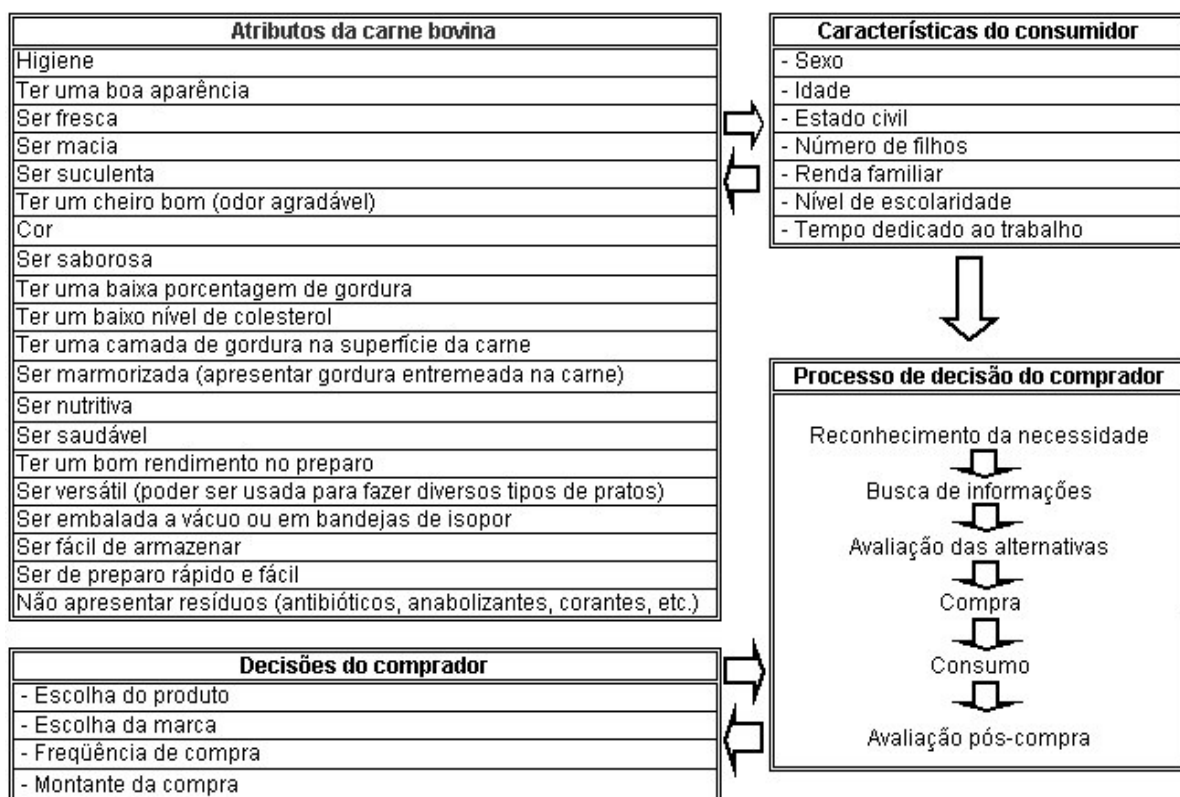 Atributos da carne bovina
Higiene
Ter uma boa aparência
Ser fresca
Ser macia
Ser suculenta
Ter um cheiro bom (odor agradável)
Cor
Ser saborosa
Ter uma baixa porcentagem de gordura
Ter um baixo nível de colesterol
Ter uma camada de gordura na superfície da carne
Ser marmorizada (apresentar gordura entremeada na carne)
Ser nutritiva
Ser saudável
Ter um bom rendimento no preparo
Ser versátil (poder ser usada para fazer diversos tipos de pratos)
Ser embalada a vácuo ou em bandejas de isopor
Ser fácil de armazenar
Ser de preparo rápido e fácil
Não apresentar resíduos (antibióticos, anabolizantes, corantes, etc.)
Características do consumidor
- Sexo
- Idade
- Estado civil
- Número de filhos
- Renda familiar
- Nível de escolaridade
- Tempo dedicado ao trabalho
Processo de decisão do comprador
Reconhecimento da necessidade
Busca de informações
Avaliação das alternativas
Compra
Consumo
Avaliação pós-compra
Decisões do comprador
- Escolha do produto
- Escolha da marca
- Freqüência de compra
- Montante da compra